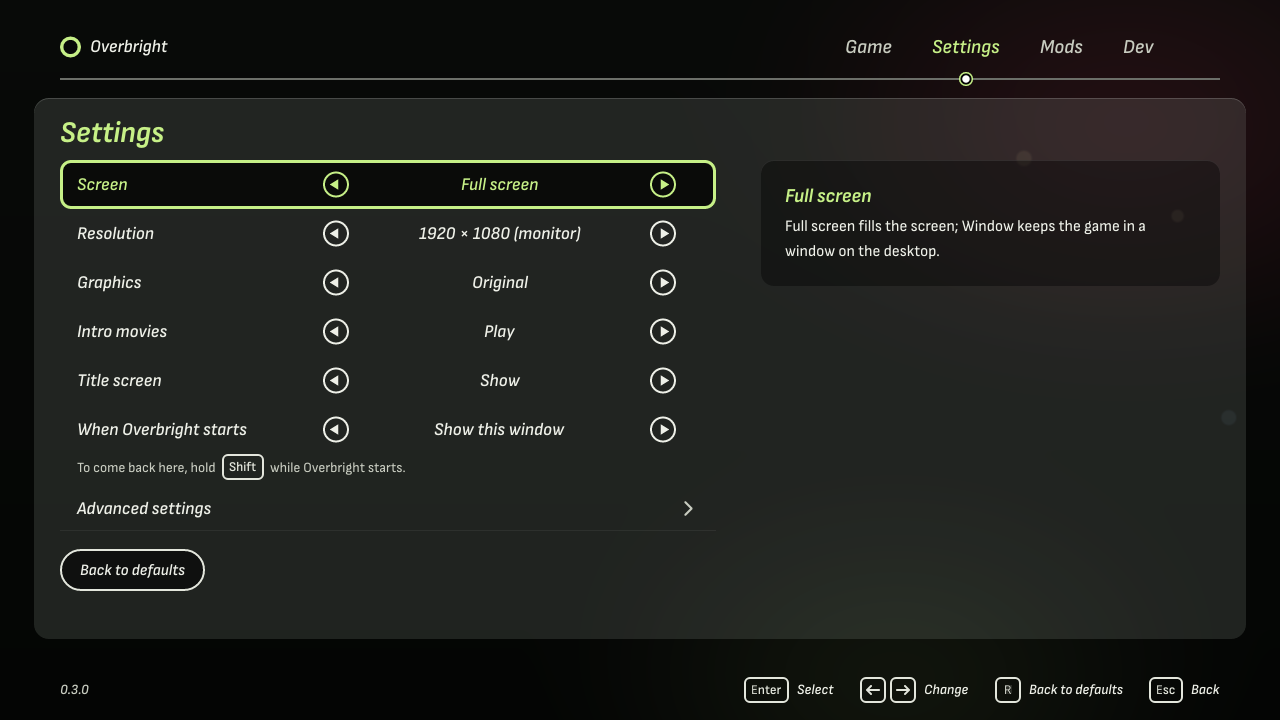 Overbright
Game Settings Mods Dev
Settings
Screen Full screen
Resolution 1920 × 1080 (monitor)
Graphics Original
Intro movies Play
Title screen Show
When Overbright starts Show this window
To come back here, hold Shift while Overbright starts.
Advanced settings
Back to defaults
Full screen
Full screen fills the screen; Window keeps the game in a
window on the desktop.
0.3.0
Enter Select Change R Back to defaults Esc Back